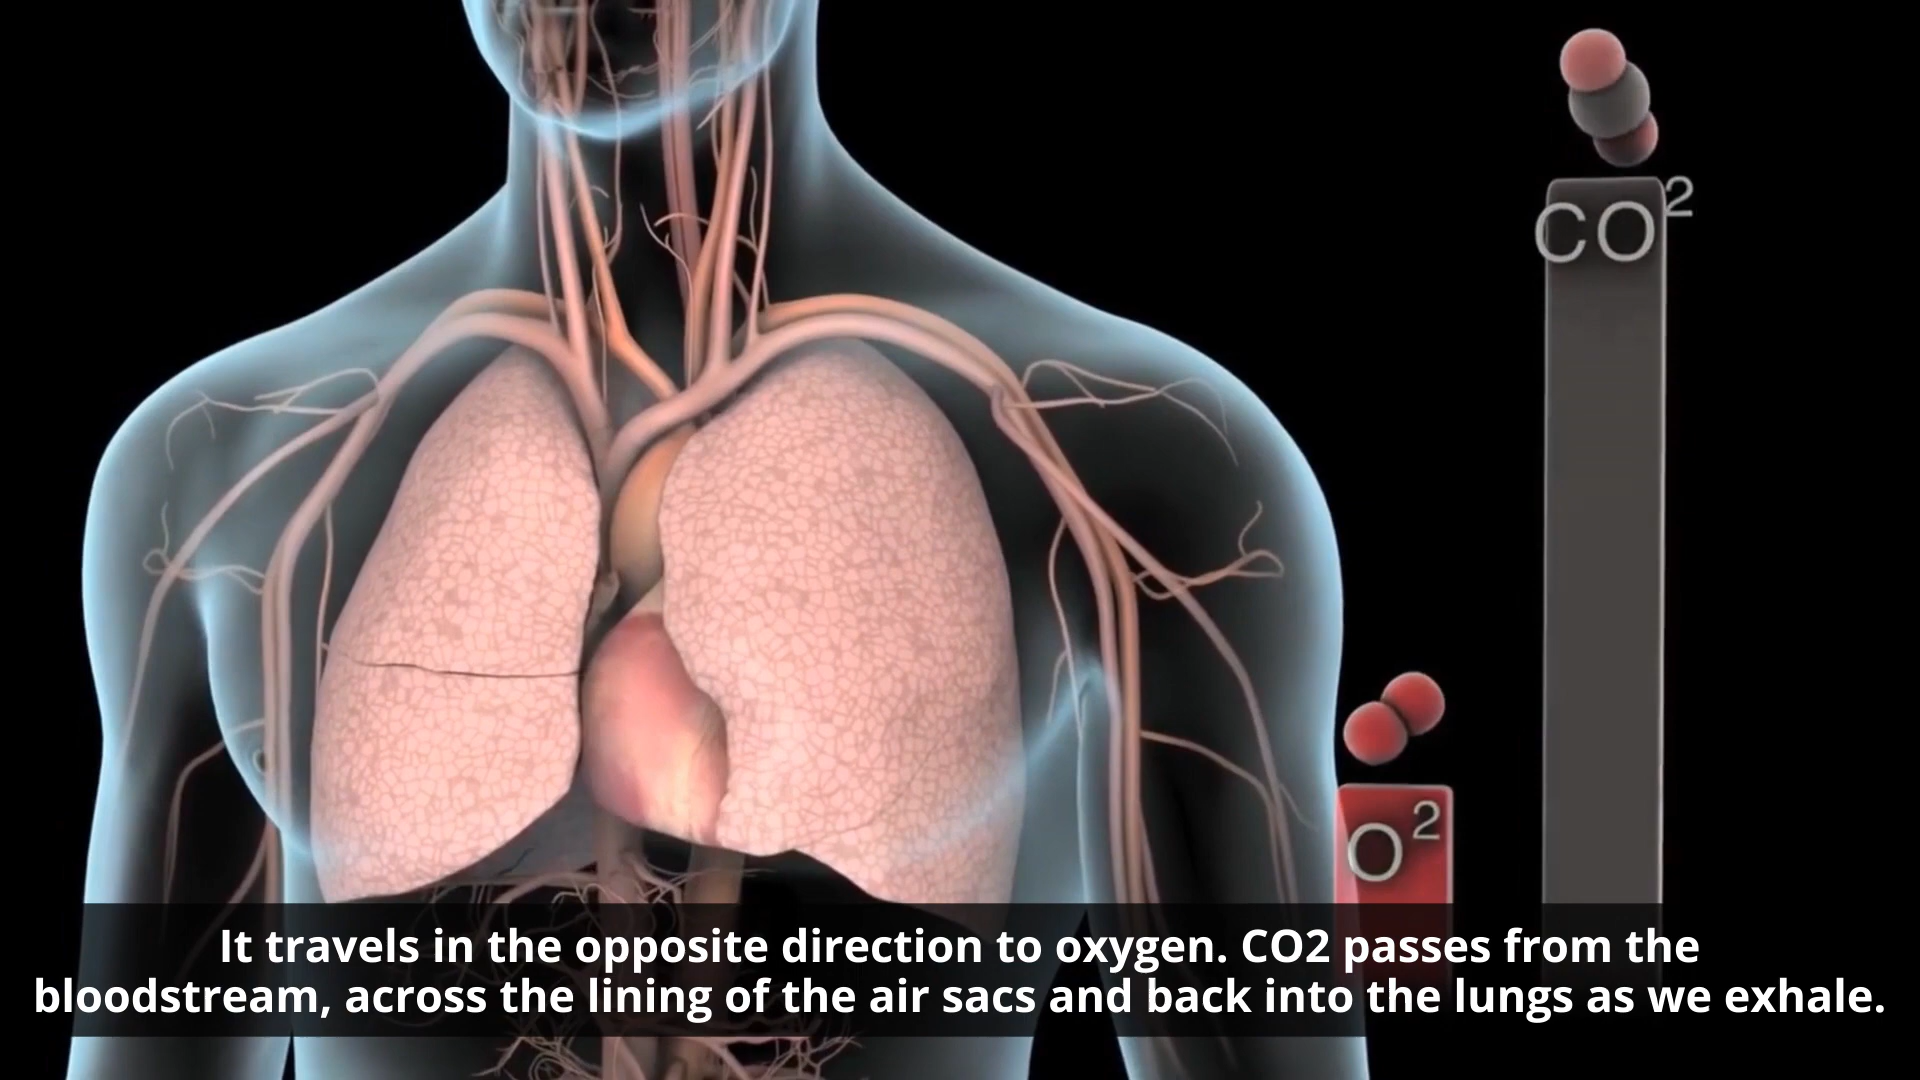 CO²
O²
It travels in the opposite direction to oxygen. CO2 passes from the
bloodstream, across the lining of the air sacs and back into the lungs as we exhale.